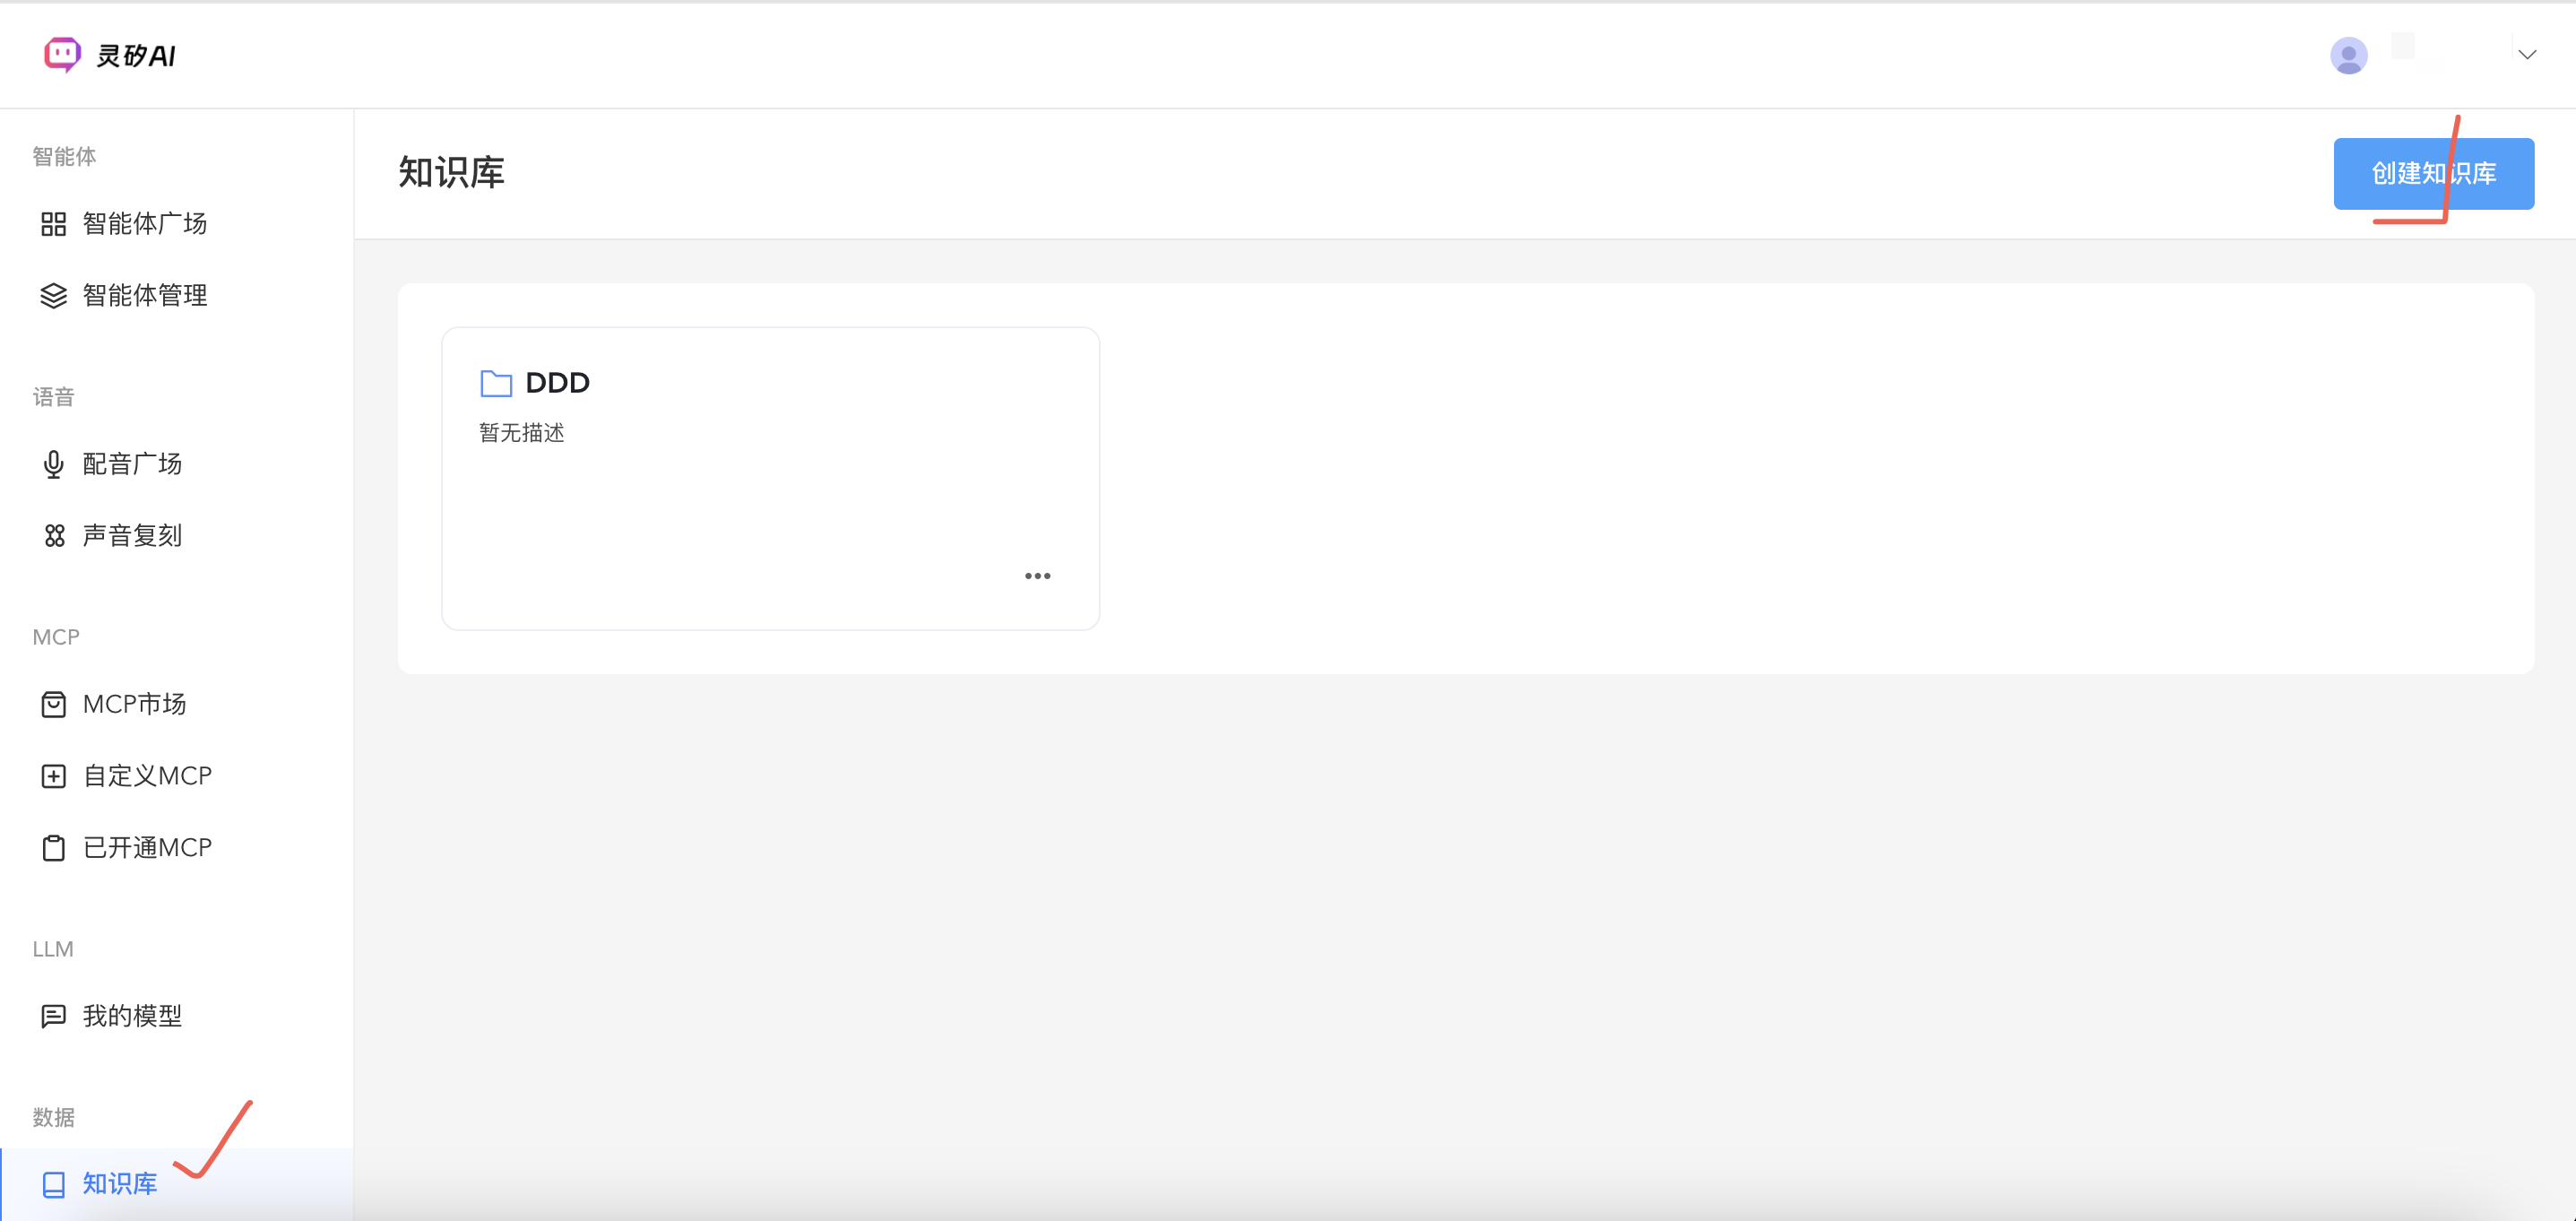 灵矽AI
智能体
智能体广场
智能体管理
语音
配音广场
声音复刻
MCP
MCP市场
自定义MCP
已开通MCP
LLM
我的模型
数据
知识库
知识库
创建知识库
DDD
暂无描述